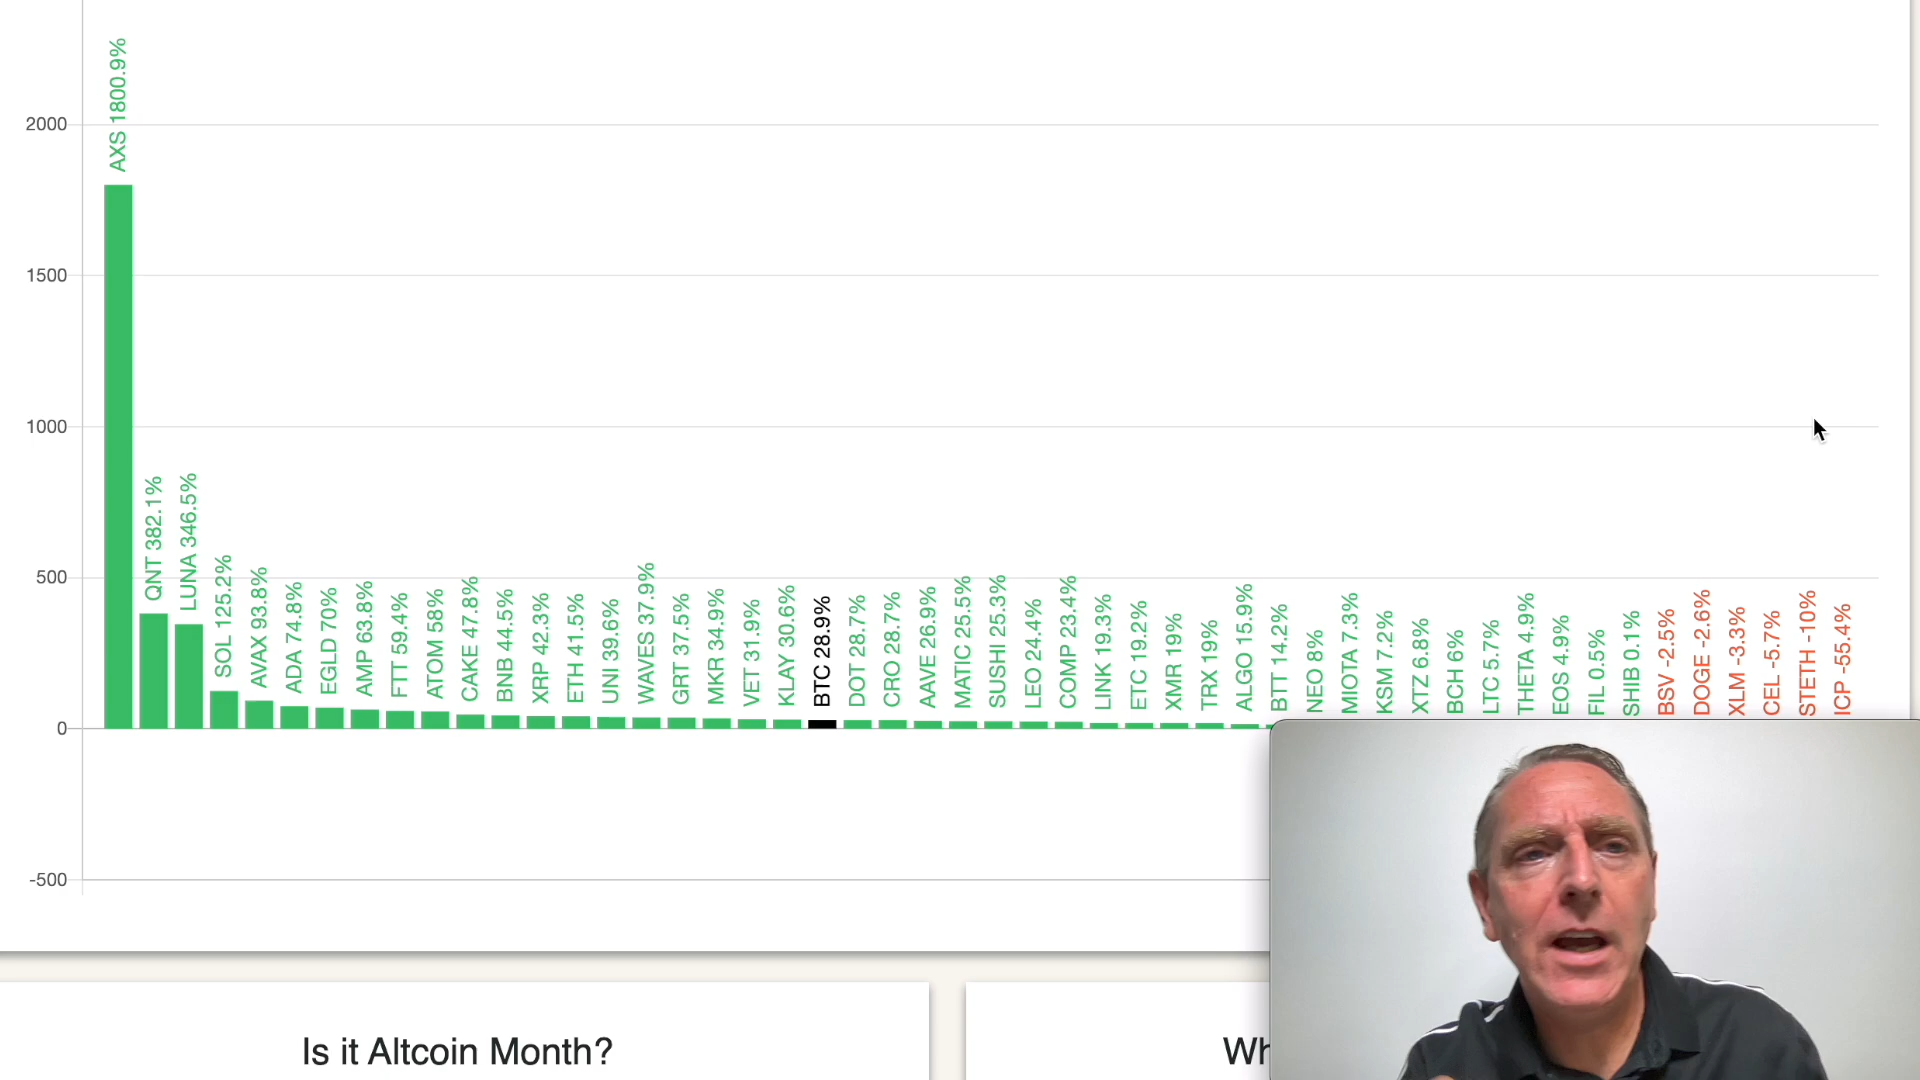 2000
1500
1000
500
0
-500
AXS 1800.9%
QNT 382.1%
LUNA 346.5%
SOL 125.2%
AVAX 93.8%
ADA 74.8%
EGLD 70%
AMP 63.8%
FTT 59.4%
ATOM 58%
CAKE 47.8%
BNB 44.5%
XRP 42.3%
ETH 41.5%
UNI 39.6%
WAVES 37.9%
GRT 37.5%
MKR 34.9%
VET 31.9%
KLAY 30.6%
BTC 28.9%
DOT 28.7%
CRO 28.7%
AAVE 26.9%
MATIC 25.5%
SUSHI 25.3%
LEO 24.4%
COMP 23.4%
LINK 19.3%
ETC 19.2%
XMR 19%
TRX 19%
ALGO 15.9%
BTT 14.2%
NEO 8%
MIOTA 7.3%
KSM 7.2%
XTZ 6.8%
BCH 6%
LTC 5.7%
THETA 4.9%
EOS 4.9%
FIL 0.5%
SHIB 0.1%
BSV -2.5%
DOGE -2.6%
XLM -3.3%
CEL -5.7%
STETH -10%
ICP -55.4%
Is it Altcoin Month?
Wh